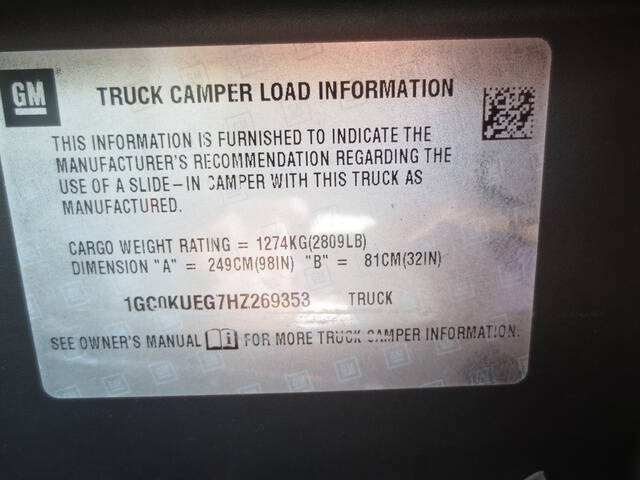 GM
TRUCK CAMPER LOAD INFORMATION
THIS INFORMATION IS FURNISHED TO INDICATE THE
MANUFACTURER'S RECOMMENDATION REGARDING THE
USE OF A SLIDE-IN CAMPER WITH THIS TRUCK AS
MANUFACTURED.
CARGO WEIGHT RATING = 1274KG(2809LB)
DIMENSION "A" = 249CM(98IN) "B" = 81CM(32IN)
1GC0KUEG7HZ269353 TRUCK
SEE OWNER'S MANUAL FOR MORE TRUCK CAMPER INFORMATION.